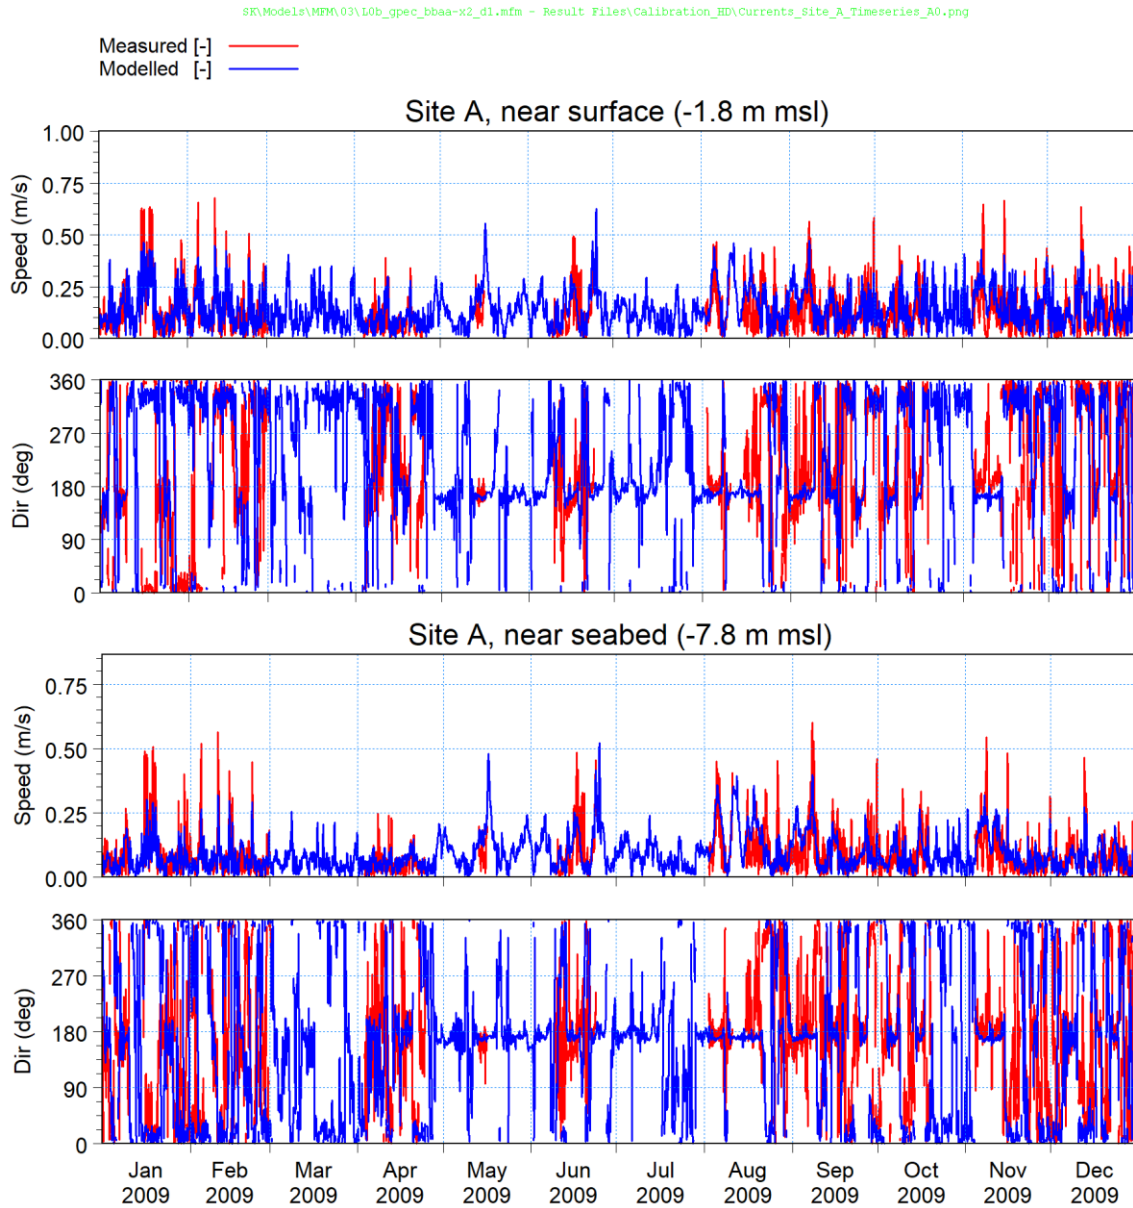 SK\Models\MFM\03\L0b_gpec_bbaa-x2_d1.mfm - Result Files\Calibration_HD\Currents_Site_A_Timeseries_A0.png
Measured [-]
Modelled [-]
Site A, near surface (-1.8 m msl)
Speed (m/s)
1.00
0.75
0.50
0.25
0.00
Dir (deg)
360
270
180
90
0
Site A, near seabed (-7.8 m msl)
Speed (m/s)
0.75
0.50
0.25
0.00
Dir (deg)
360
270
180
90
0
Jan Feb Mar Apr May Jun Jul Aug Sep Oct Nov Dec
2009 2009 2009 2009 2009 2009 2009 2009 2009 2009 2009 2009